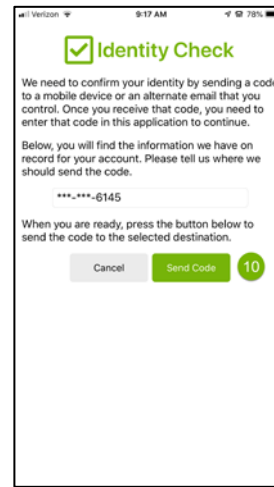 Verizon 9:17 AM 78%
Identity Check
We need to confirm your identity by sending a code
to a mobile device or an alternate email that you
control. Once you receive that code, you need to
enter that code in this application to continue.
Below, you will find the information we have on
record for your account. Please tell us where we
should send the code.
***-***-6145
When you are ready, press the button below to
send the code to the selected destination.
Cancel Send Code 10